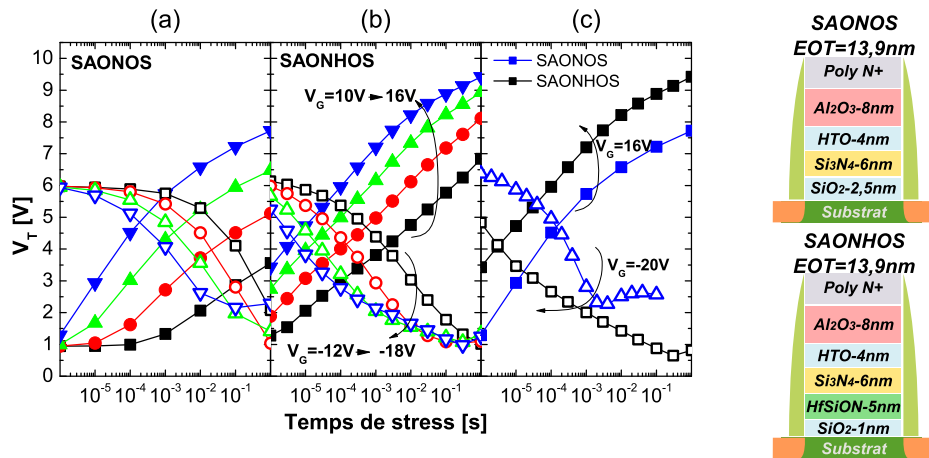 (a)
(b)
(c)
SAONOS
SAONHOS
SAONOS
SAONHOS
V_G=10V 16V
V_G=16V
V_G=-20V
V_G=-12V -18V
V_T [V]
10
9
8
7
6
5
4
3
2
1
0
10^-5 10^-4 10^-3 10^-2 10^-1
10^-5 10^-4 10^-3 10^-2 10^-1
10^-5 10^-4 10^-3 10^-2 10^-1
Temps de stress [s]
SAONOS
EOT=13,9nm
Poly N+
Al2O3-8nm
HTO-4nm
Si3N4-6nm
SiO2-2,5nm
Substrat
SAONHOS
EOT=13,9nm
Poly N+
Al2O3-8nm
HTO-4nm
Si3N4-6nm
HfSiON-5nm
SiO2-1nm
Substrat